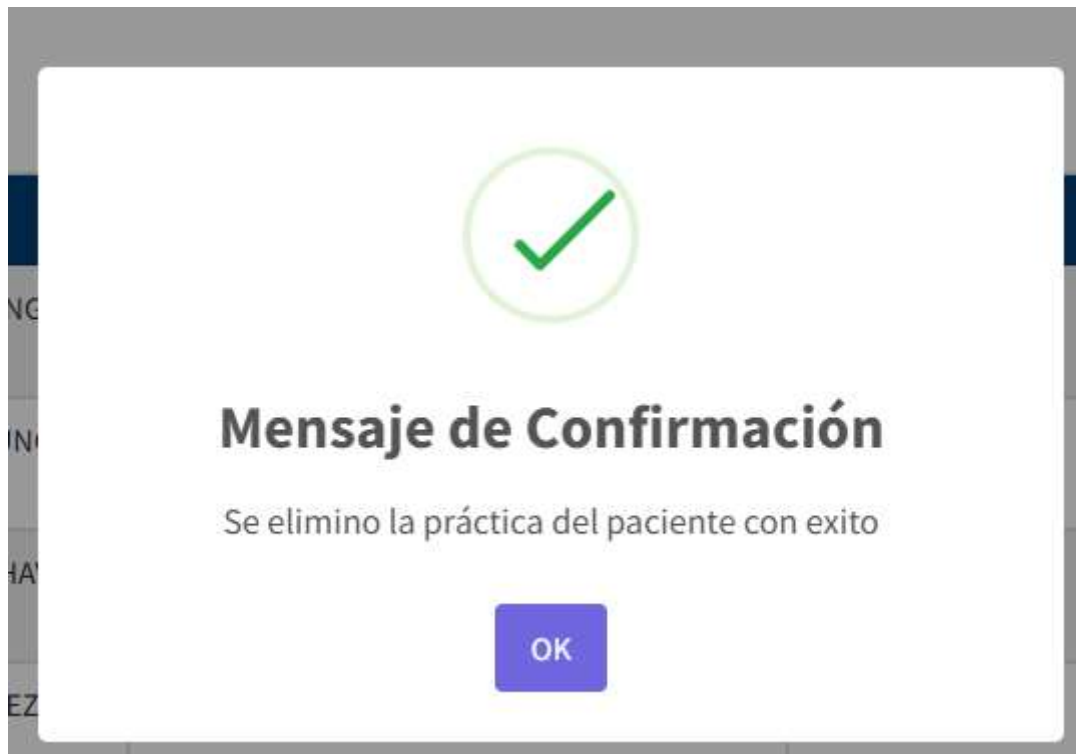 Mensaje de Confirmación
Se elimino la práctica del paciente con exito
OK